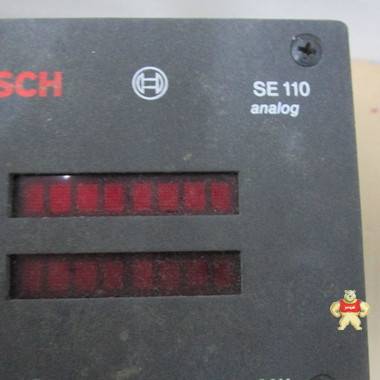 SCH
SE 110
analog